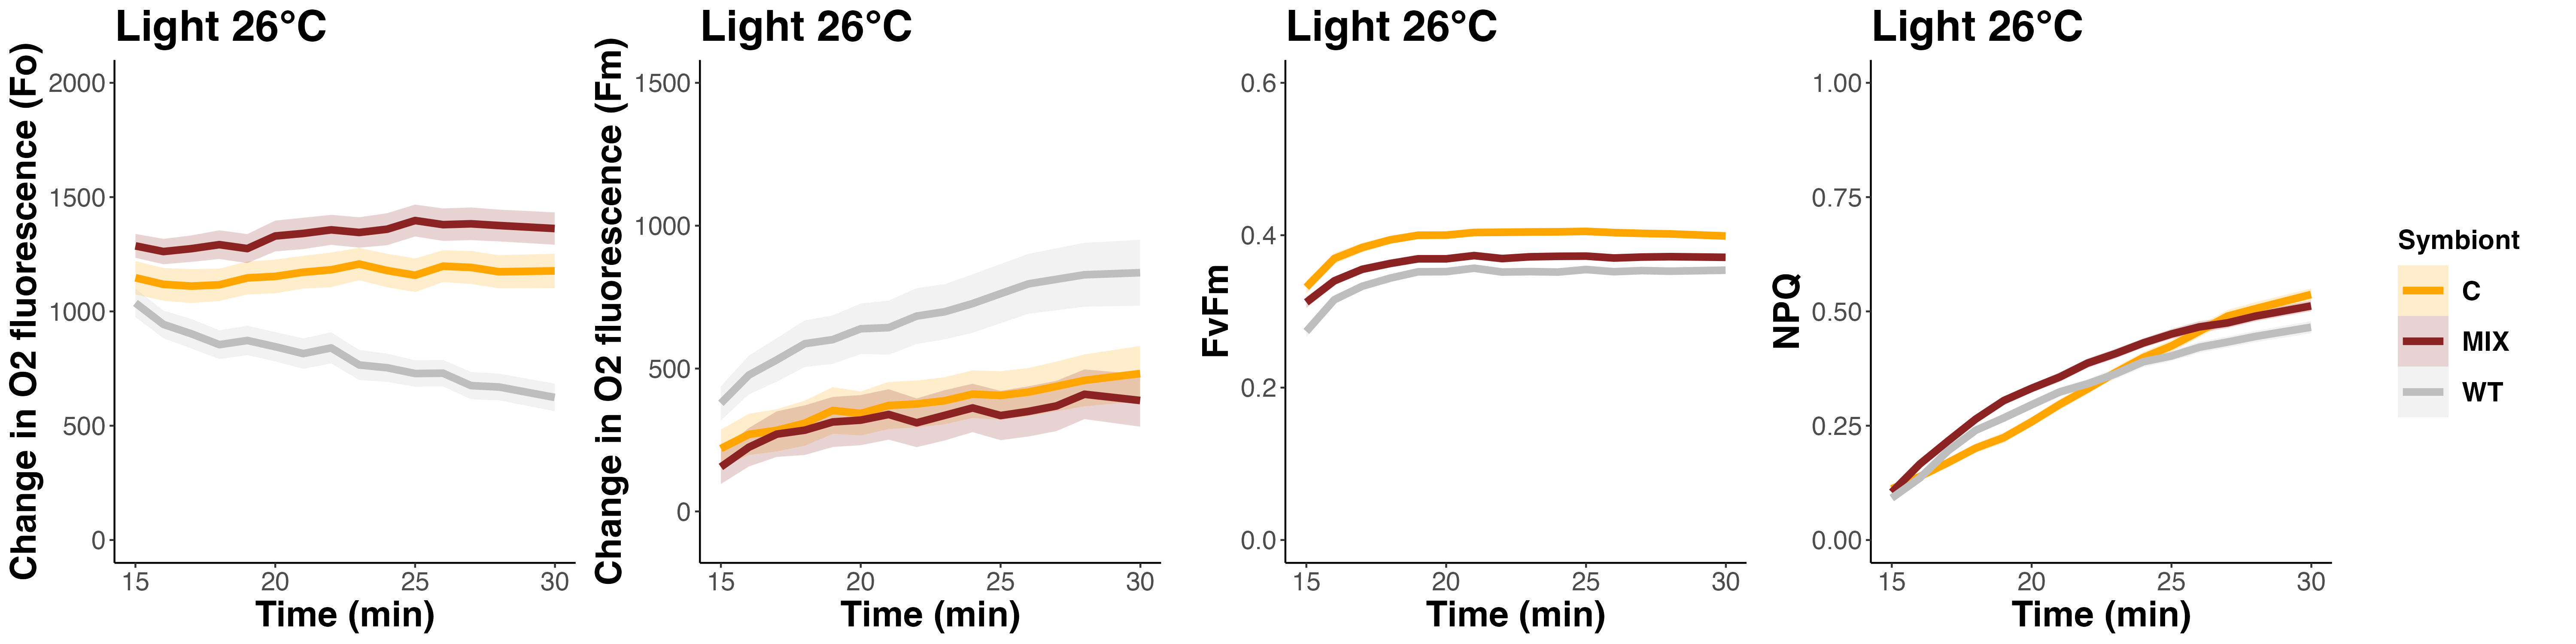 Light 26°C
Change in O2 fluorescence (Fo)
2000
1500
1000
500
0
15 20 25 30
Time (min)
Light 26°C
Change in O2 fluorescence (Fm)
1500
1000
500
0
15 20 25 30
Time (min)
Light 26°C
FvFm
0.6
0.4
0.2
0.0
15 20 25 30
Time (min)
Light 26°C
NPQ
1.00
0.75
0.50
0.25
0.00
15 20 25 30
Time (min)
Symbiont
C
MIX
WT